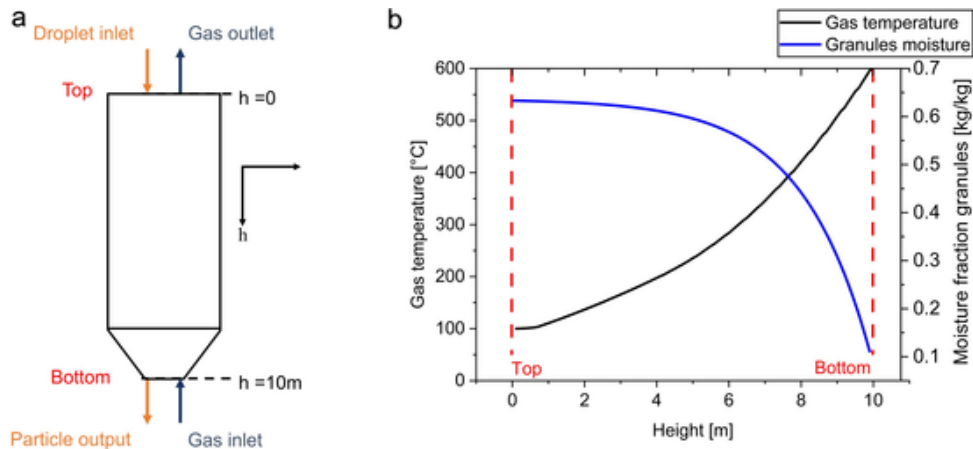 a
Droplet inlet
Gas outlet
Top
h =0
h
Bottom
h =10m
Particle output
Gas inlet
b
Gas temperature
Granules moisture
600
500
400
300
200
100
0
Gas temperature [°C]
0.7
0.6
0.5
0.4
0.3
0.2
0.1
Moisture fraction granules [kg/kg]
Top
Bottom
0 2 4 6 8 10
Height [m]